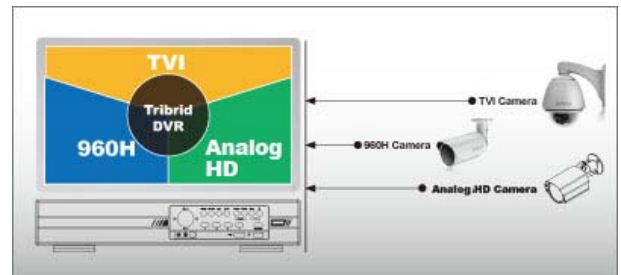 TVI
Tribrid
DVR
960H
Analog
HD
TVI Camera
960H Camera
Analog HD Camera